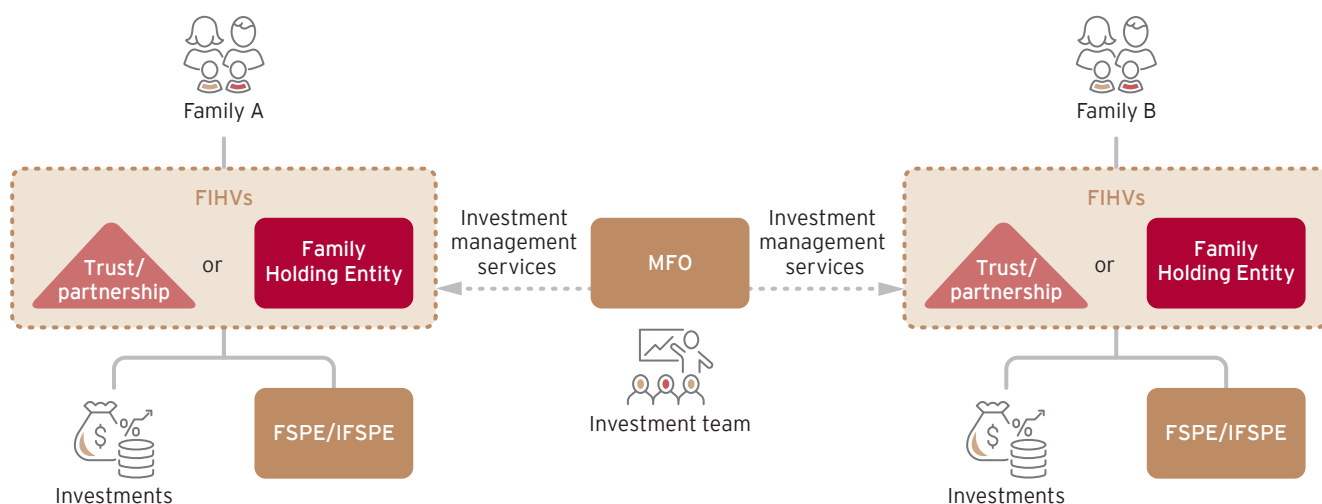 Family A
Family B
FIHVs
Trust/
partnership
or
Family
Holding Entity
Investment
management
services
MFO
Investment
management
services
FIHVs
Trust/
partnership
or
Family
Holding Entity
$
%
Investments
FSPE/IFSPE
Investment team
$
%
Investments
FSPE/IFSPE